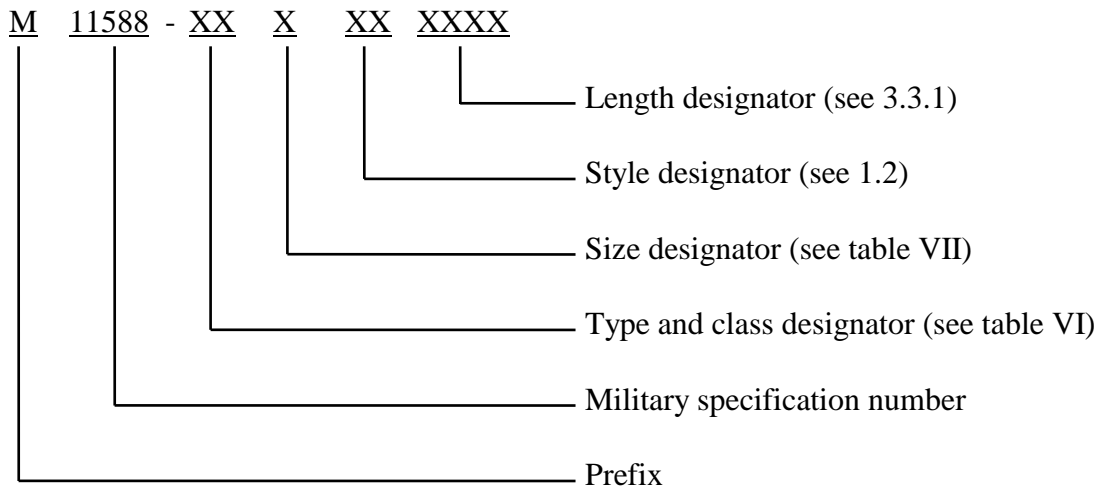 M 11588 - XX X XX XXXX
Length designator (see 3.3.1)
Style designator (see 1.2)
Size designator (see table VII)
Type and class designator (see table VI)
Military specification number
Prefix